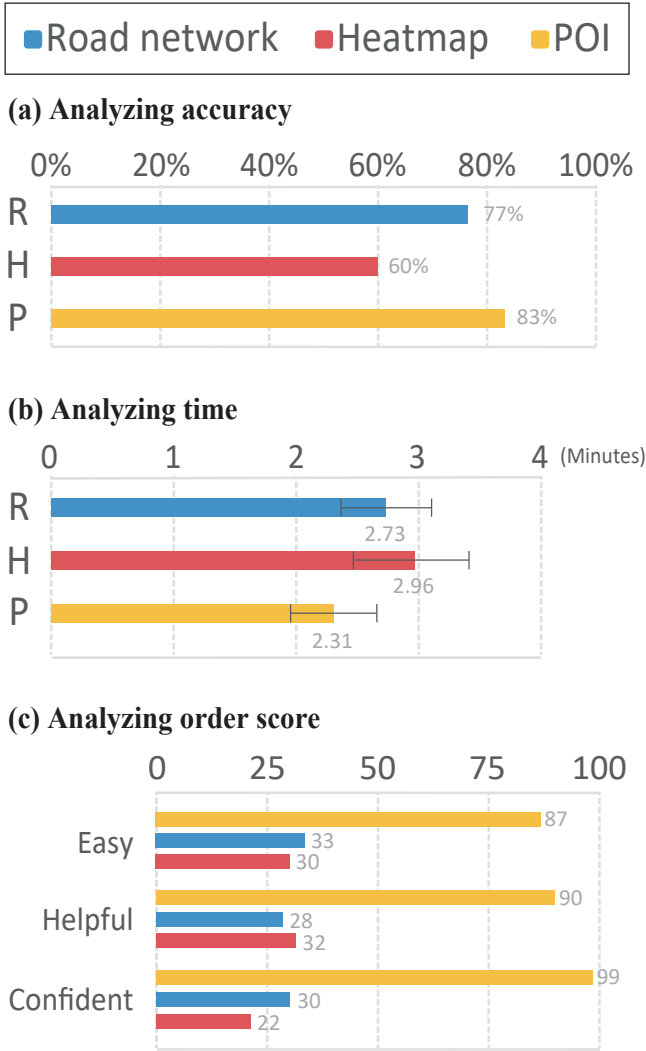 Road network Heatmap POI
(a) Analyzing accuracy
0% 20% 40% 60% 80% 100%
R 77%
H 60%
P 83%
(b) Analyzing time
0 1 2 3 4 (Minutes)
R
2.73
H
2.96
P
2.31
(c) Analyzing order score
0 25 50 75 100
87
Easy 33
30
90
Helpful 28
32
99
Confident 30
22